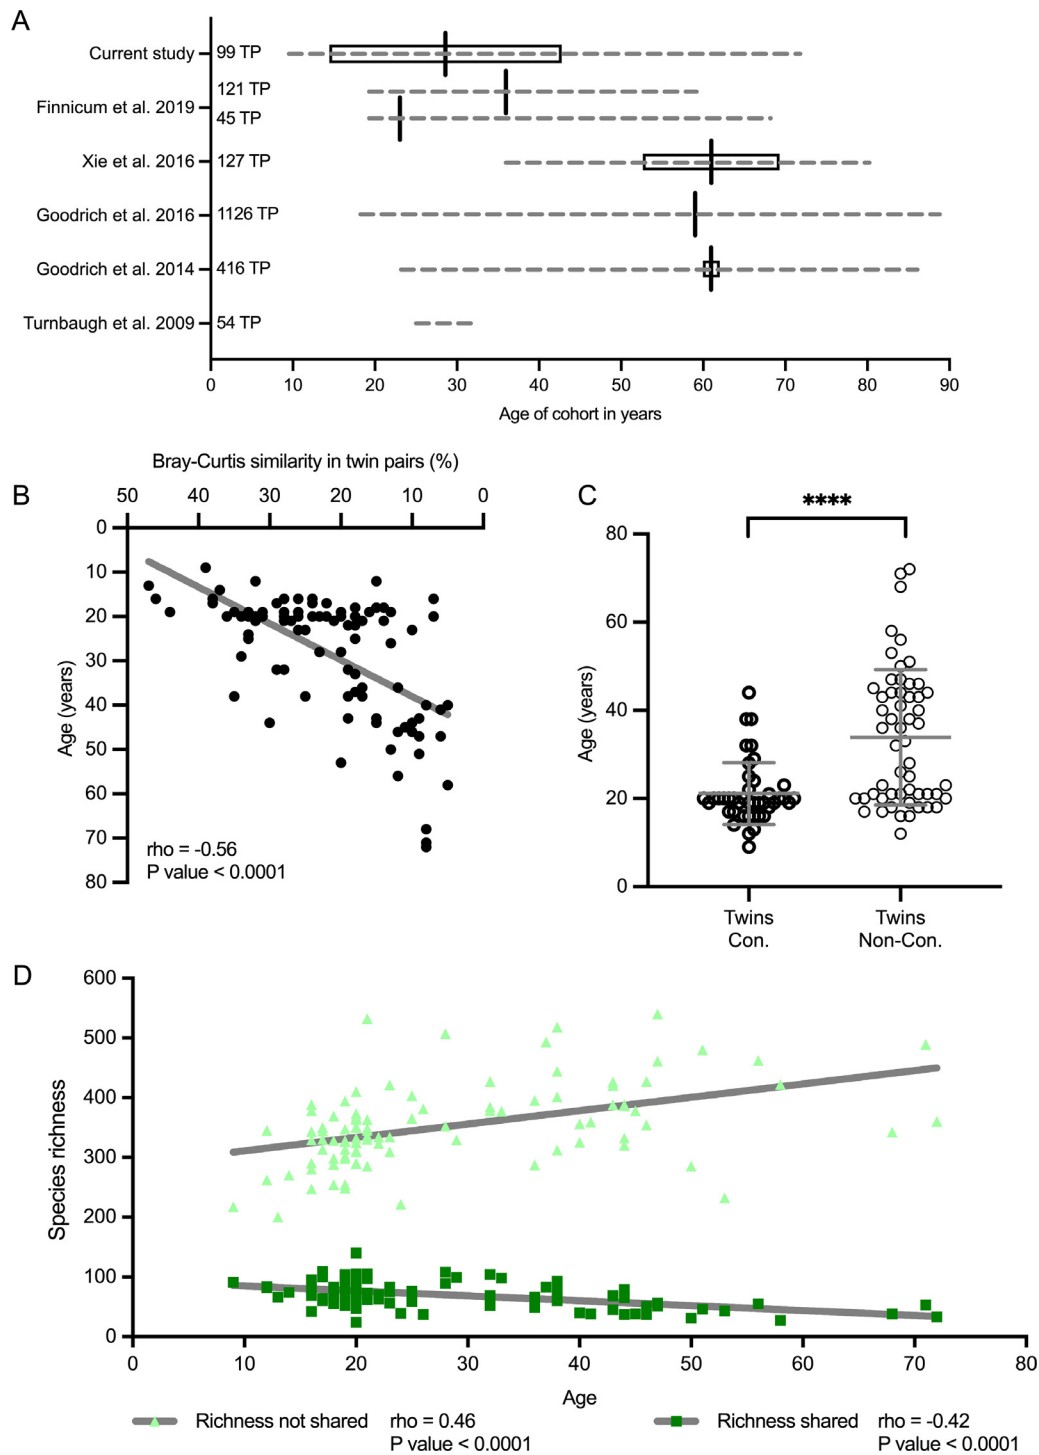 A
Current study 99 TP
121 TP
Finnicum et al. 2019
45 TP
Xie et al. 2016 127 TP
Goodrich et al. 2016 1126 TP
Goodrich et al. 2014 416 TP
Turnbaugh et al. 2009 54 TP
0 10 20 30 40 50 60 70 80 90
Age of cohort in years
B
Bray-Curtis similarity in twin pairs (%)
50 40 30 20 10 0
0
10
20
30
40
50
60
70
80
Age (years)
rho = -0.56
P value < 0.0001
C
****
80
60
40
20
0
Age (years)
Twins
Con.
Twins
Non-Con.
D
600
500
400
300
200
100
0
Species richness
0 10 20 30 40 50 60 70 80
Age
Richness not shared rho = 0.46
P value < 0.0001
Richness shared rho = -0.42
P value < 0.0001